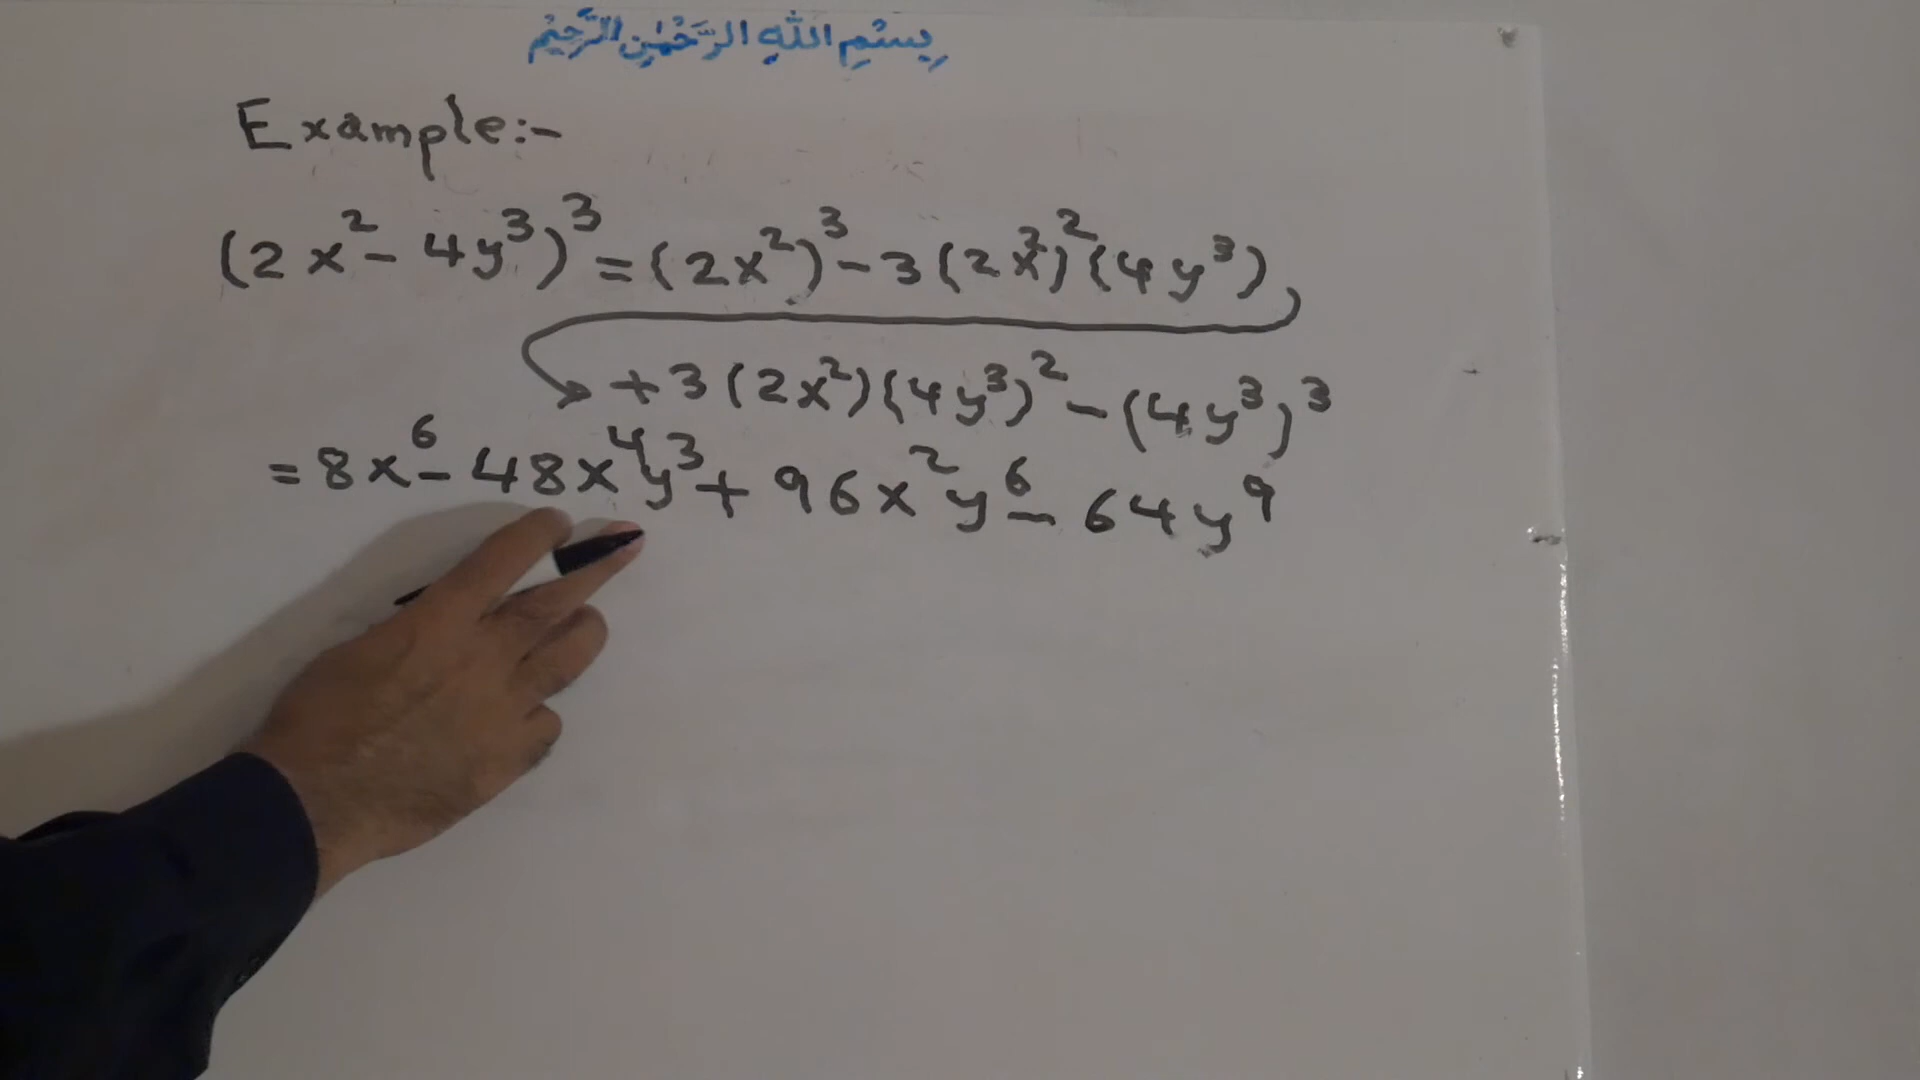 بِسْمِ اللهِ الرَّحْمٰنِ الرَّحِيْمِ
Example:-
(2x² - 4y³)³ = (2x²)³ - 3(2x²)²(4y³)
+ 3(2x²)(4y³)² - (4y³)³
= 8x⁶ - 48x⁴y³ + 96x²y⁶ - 64y⁹